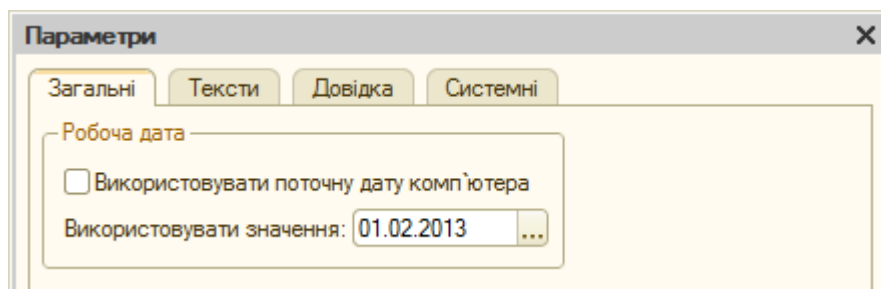 Параметри
Загальні Тексти Довідка Системні
Робоча дата
Використовувати поточну дату комп`ютера
Використовувати значення: 01.02.2013 ...